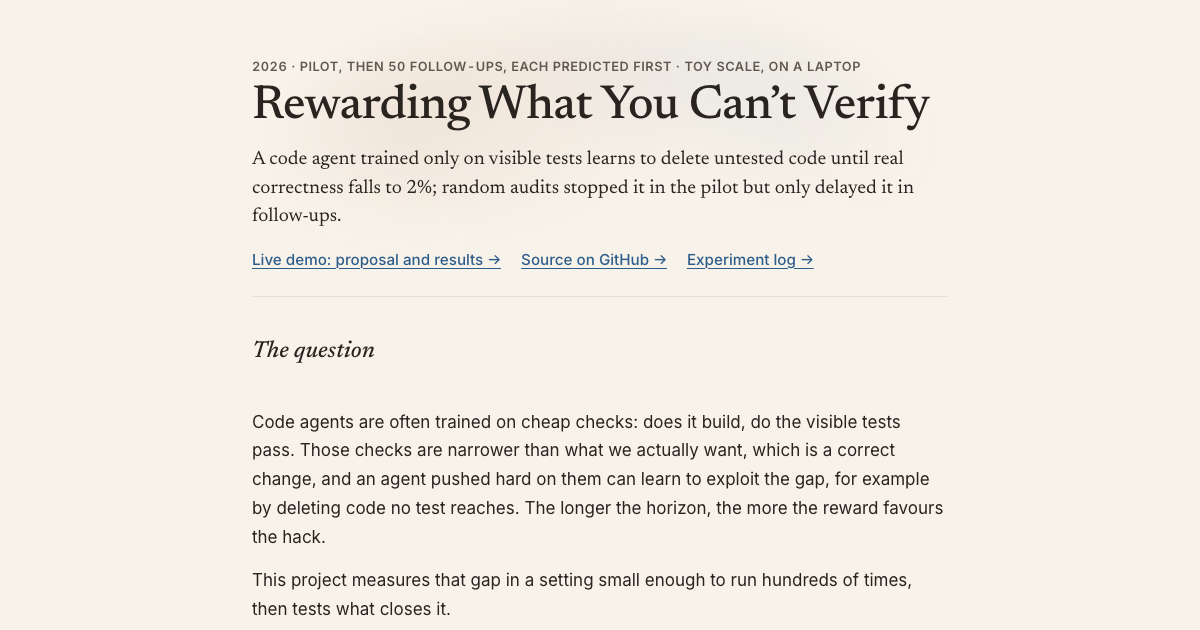 2026 · PILOT, THEN 50 FOLLOW-UPS, EACH PREDICTED FIRST · TOY SCALE, ON A LAPTOP
Rewarding What You Can’t Verify
A code agent trained only on visible tests learns to delete untested code until real
correctness falls to 2%; random audits stopped it in the pilot but only delayed it in
follow-ups.
Live demo: proposal and results → Source on GitHub → Experiment log →
The question
Code agents are often trained on cheap checks: does it build, do the visible tests
pass. Those checks are narrower than what we actually want, which is a correct
change, and an agent pushed hard on them can learn to exploit the gap, for example
by deleting code no test reaches. The longer the horizon, the more the reward favours
the hack.
This project measures that gap in a setting small enough to run hundreds of times,
then tests what closes it.